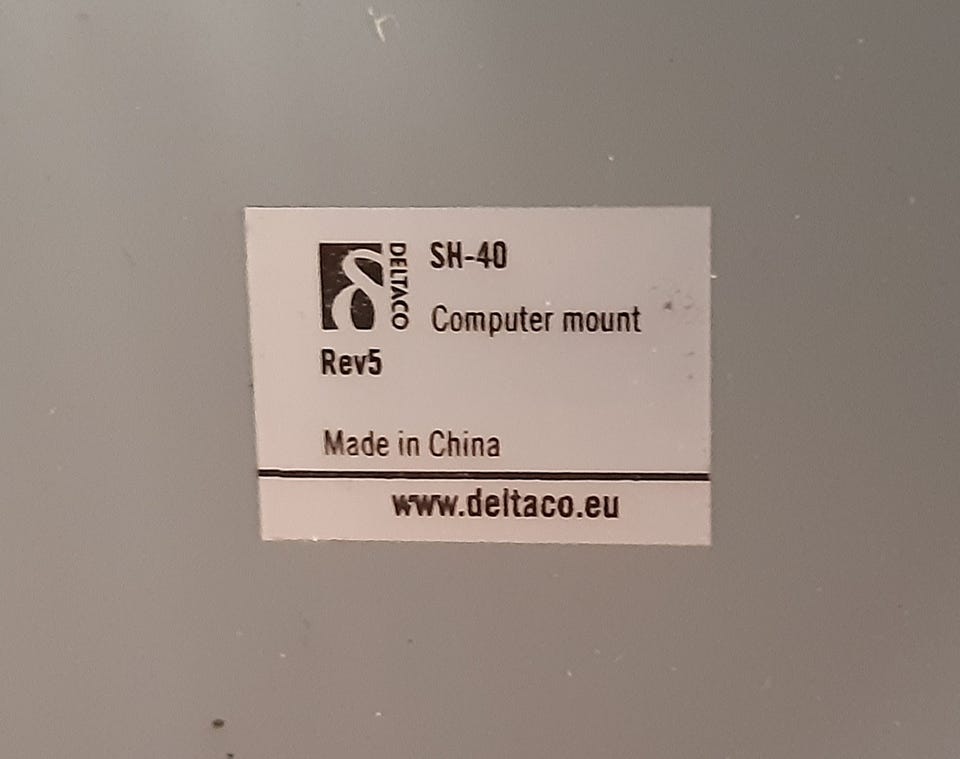 DELTACO
SH-40
Computer mount
Rev5
Made in China
www.deltaco.eu